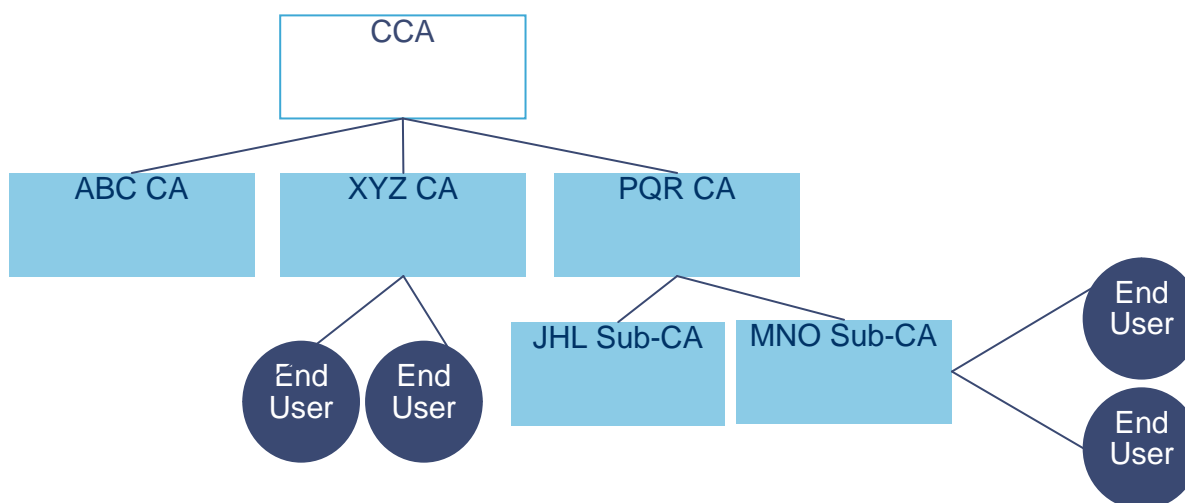 CCA
ABC CA
XYZ CA
PQR CA
JHL Sub-CA
MNO Sub-CA
End
User
End
User
End
User
End
User